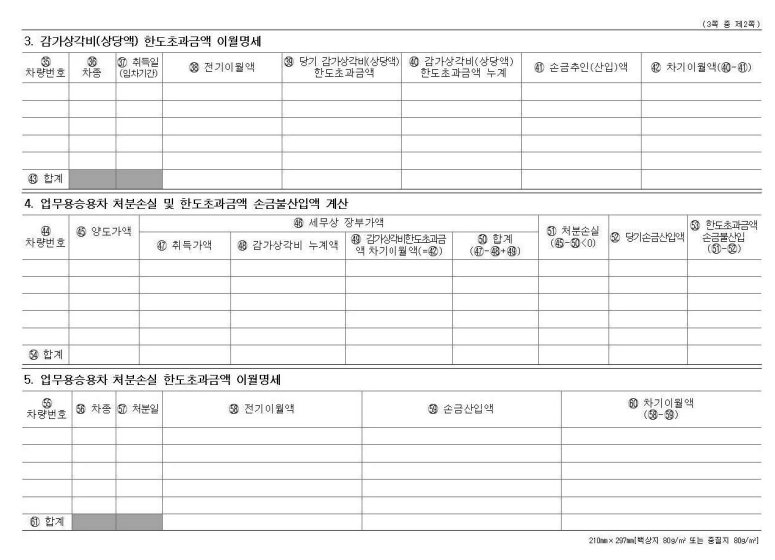 (3쪽 중 제2쪽)
3. 감가상각비(상당액) 한도초과금액 이월명세
㉟ 차량번호
㊱ 차종
㊲ 취득일 (임차기간)
㊳ 전기이월액
㊴ 당기 감가상각비(상당액) 한도초과금액
㊵ 감가상각비(상당액) 한도초과금액 누계
㊶ 손금추인(산입)액
㊷ 차기이월액(㊵-㊶)
㊸ 합계
4. 업무용승용차 처분손실 및 한도초과금액 손금불산입액 계산
㊹ 차량번호
㊺ 양도가액
㊻ 세무상 장부가액
㊼ 취득가액
㊽ 감가상각비 누계액
㊾ 감가상각비한도초과금액 차기이월액(=㊷)
㊿ 합계 (㊼-㊽+㊾)
51 처분손실 (㊺-㊿<0)
52 당기손금산입액
53 한도초과금액 손금불산입 (51-52)
54 합계
5. 업무용승용차 처분손실 한도초과금액 이월명세
55 차량번호
56 차종
57 처분일
58 전기이월액
59 손금산입액
60 차기이월액 (58-59)
61 합계
210mm×297mm[백상지 80g/㎡ 또는 중질지 80g/㎡]